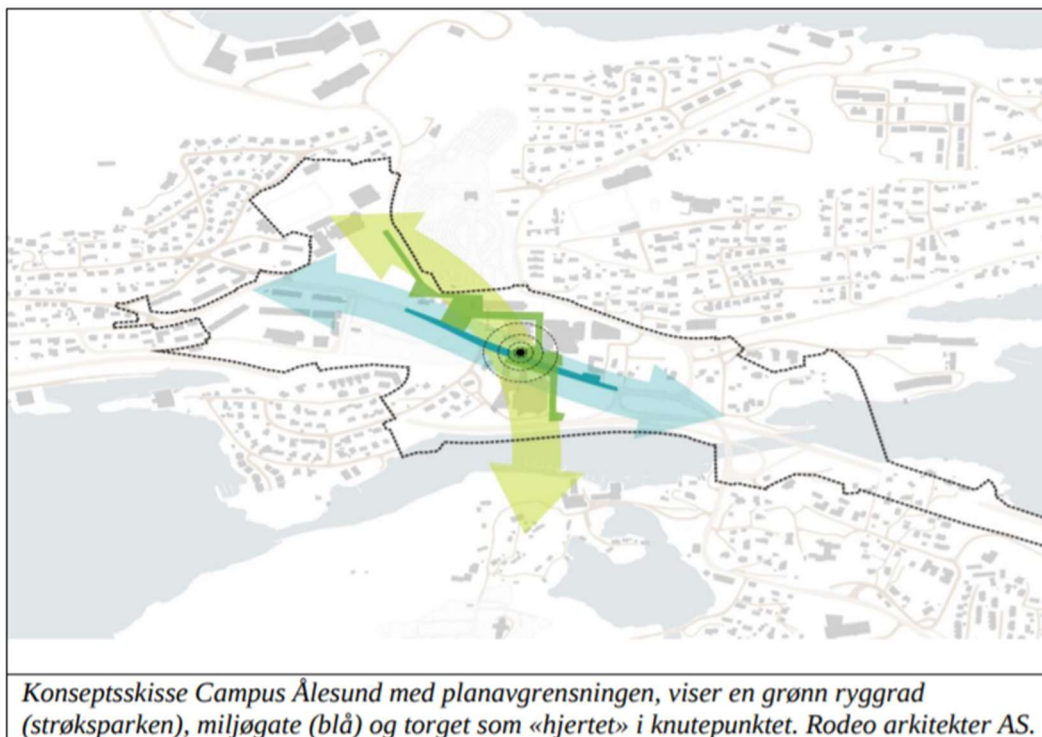 Konseptsskisse Campus Ålesund med planavgrensningen, viser en grønn ryggrad
(strøksparken), miljøgate (blå) og torget som «hjertet» i knutepunktet. Rodeo arkitekter AS.